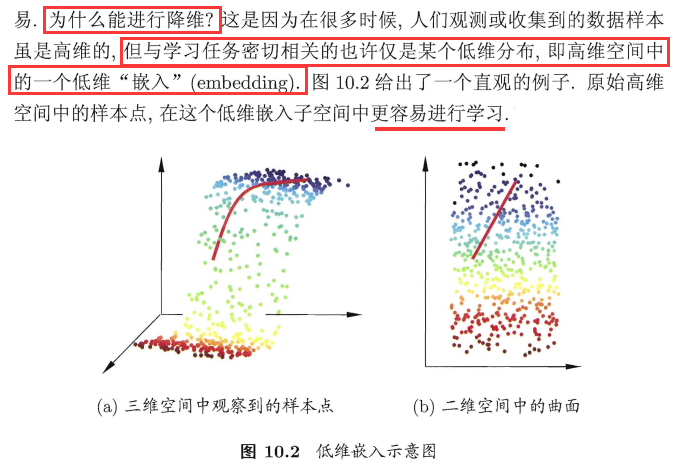 易. 为什么能进行降维? 这是因为在很多时候, 人们观测或收集到的数据样本
虽是高维的, 但与学习任务密切相关的也许仅是某个低维分布, 即高维空间中
的一个低维“嵌入” (embedding). 图 10.2 给出了一个直观的例子. 原始高维
空间中的样本点, 在这个低维嵌入子空间中更容易进行学习.
(a) 三维空间中观察到的样本点
(b) 二维空间中的曲面
图 10.2 低维嵌入示意图